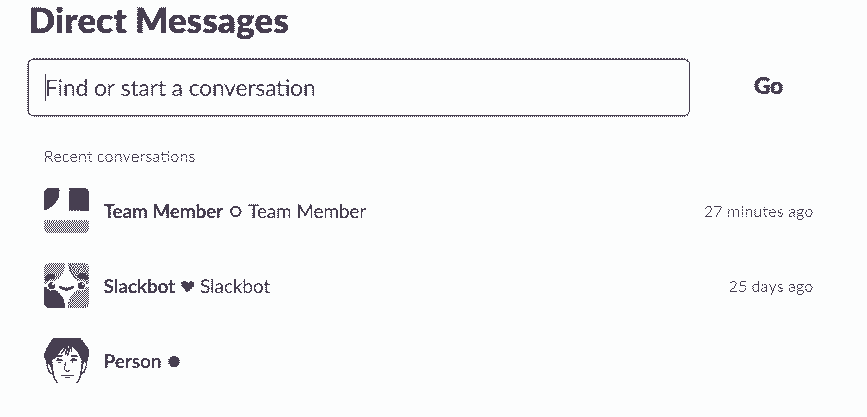 Direct Messages
Find or start a conversation
Go
Recent conversations
Team Member Team Member 27 minutes ago
Slackbot Slackbot 25 days ago
Person